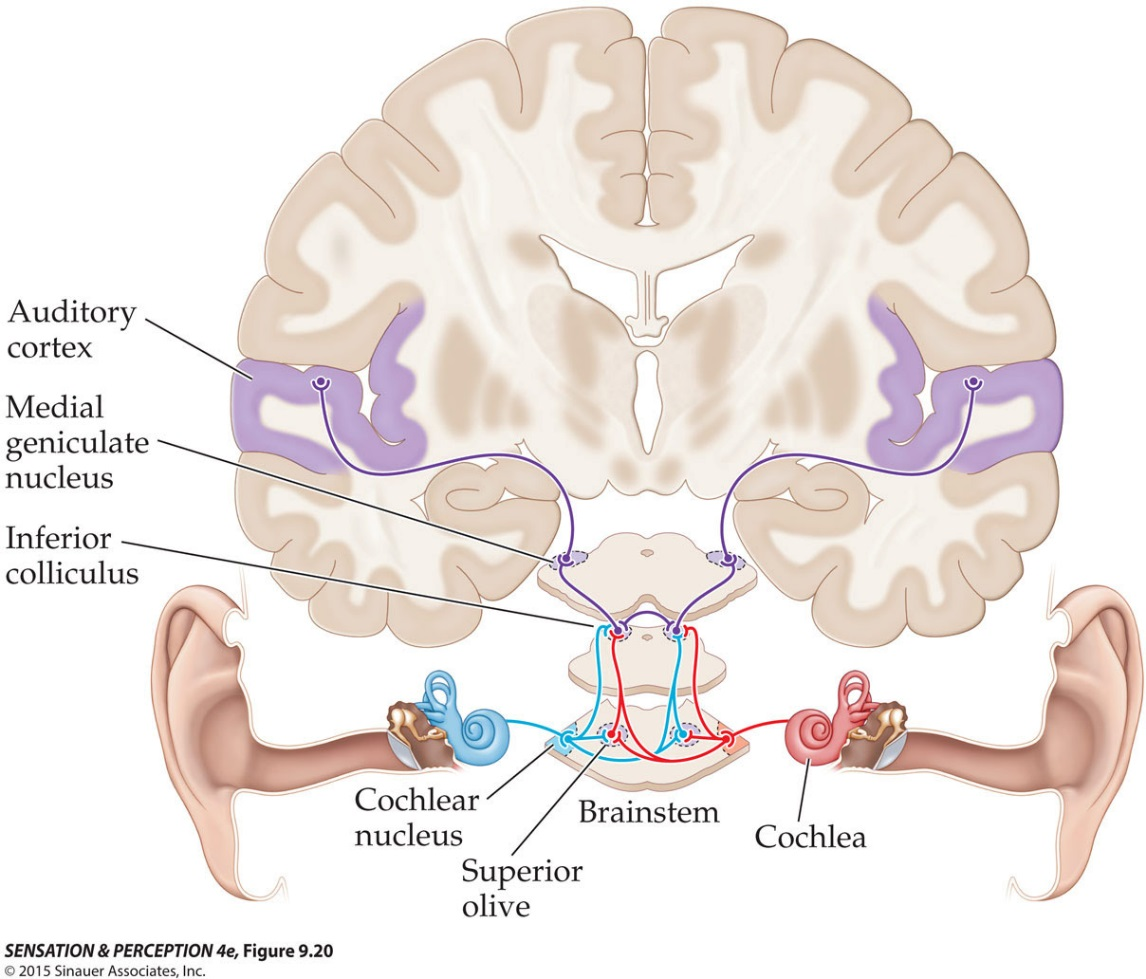 Auditory
cortex
Medial
geniculate
nucleus
Inferior
colliculus
Cochlear
nucleus
Brainstem
Superior
olive
Cochlea
SENSATION & PERCEPTION 4e, Figure 9.20
© 2015 Sinauer Associates, Inc.